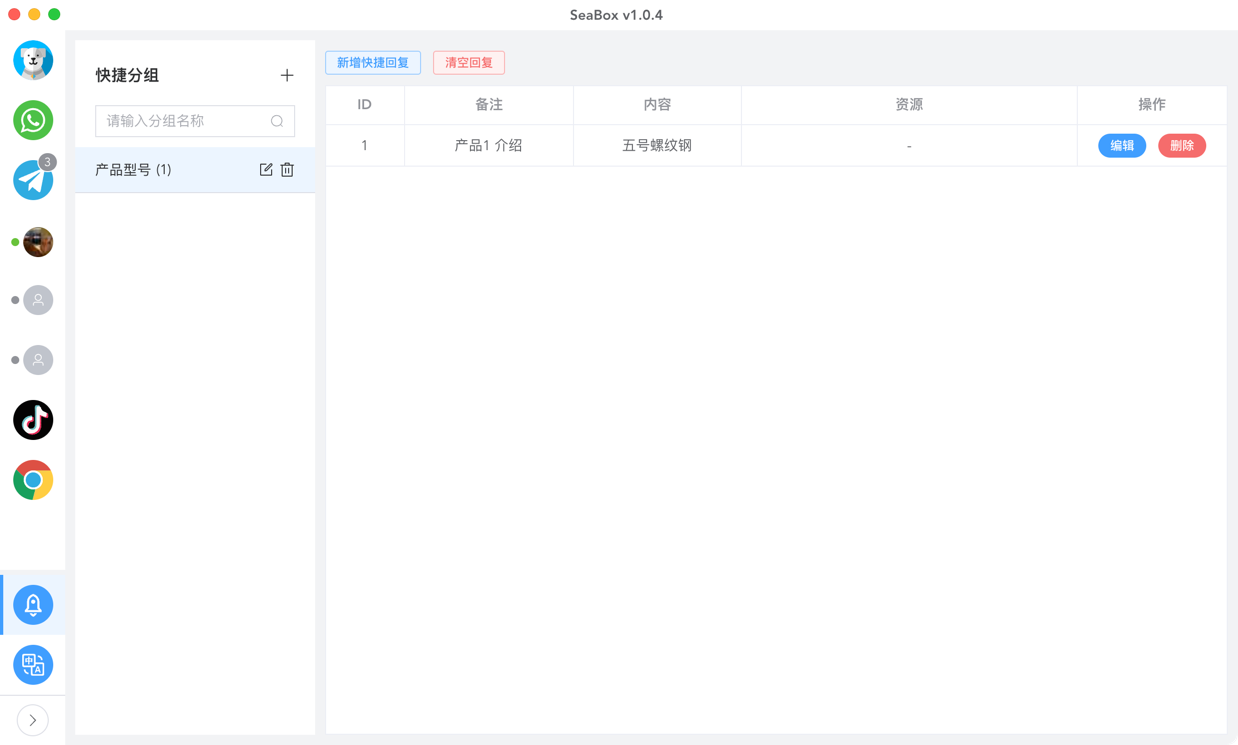 SeaBox v1.0.4
3
快捷分组
请输入分组名称
产品型号 (1)
新增快捷回复 清空回复
ID 备注 内容 资源 操作
1 产品1 介绍 五号螺纹钢 - 编辑 删除
中 A